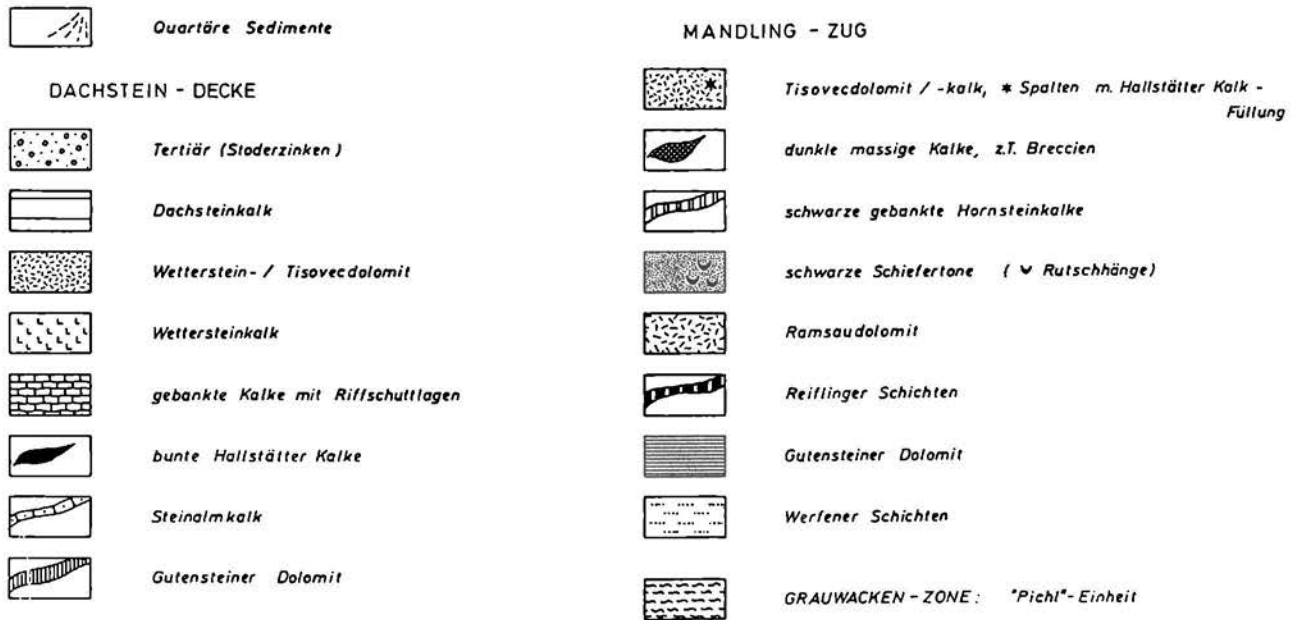 Quartäre Sedimente
DACHSTEIN - DECKE
Tertiär (Stoderzinken)
Dachsteinkalk
Wetterstein- / Tisovecdolomit
Wettersteinkalk
gebankte Kalke mit Riffschuttlagen
bunte Hallstätter Kalke
Steinalmkalk
Gutensteiner Dolomit
MANDLING - ZUG
Tisovecdolomit / -kalk, * Spalten m. Hallstätter Kalk -
Füllung
dunkle massige Kalke, z.T. Breccien
schwarze gebankte Hornsteinkalke
schwarze Schiefertone ( ᴗ Rutschhänge)
Ramsaudolomit
Reiflinger Schichten
Gutensteiner Dolomit
Werfener Schichten
GRAUWACKEN - ZONE: "Pichl"- Einheit